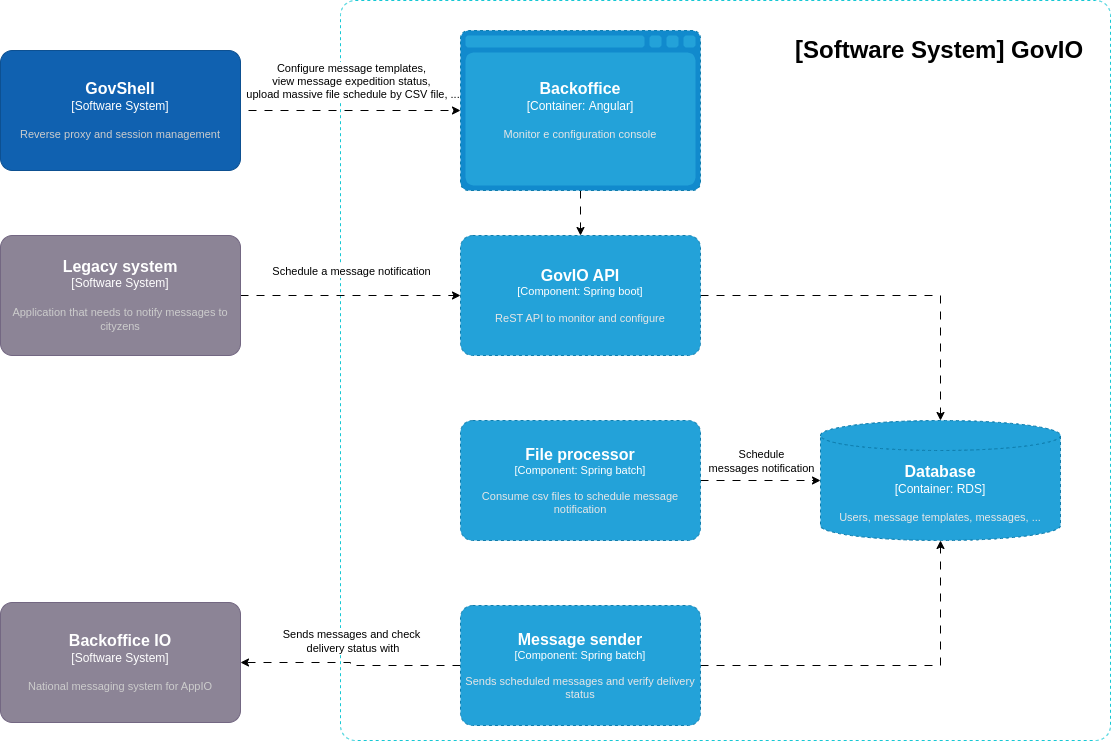 [Software System] GovIO
GovShell
[Software System]
Reverse proxy and session management
Configure message templates,
view message expedition status,
upload massive file schedule by CSV file, ...
Backoffice
[Container: Angular]
Monitor e configuration console
Legacy system
[Software System]
Application that needs to notify messages to
cityzens
Schedule a message notification
GovIO API
[Component: Spring boot]
ReST API to monitor and configure
File processor
[Component: Spring batch]
Consume csv files to schedule message
notification
Schedule
messages notification
Database
[Container: RDS]
Users, message templates, messages, ...
Backoffice IO
[Software System]
National messaging system for AppIO
Sends messages and check
delivery status with
Message sender
[Component: Spring batch]
Sends scheduled messages and verify delivery
status